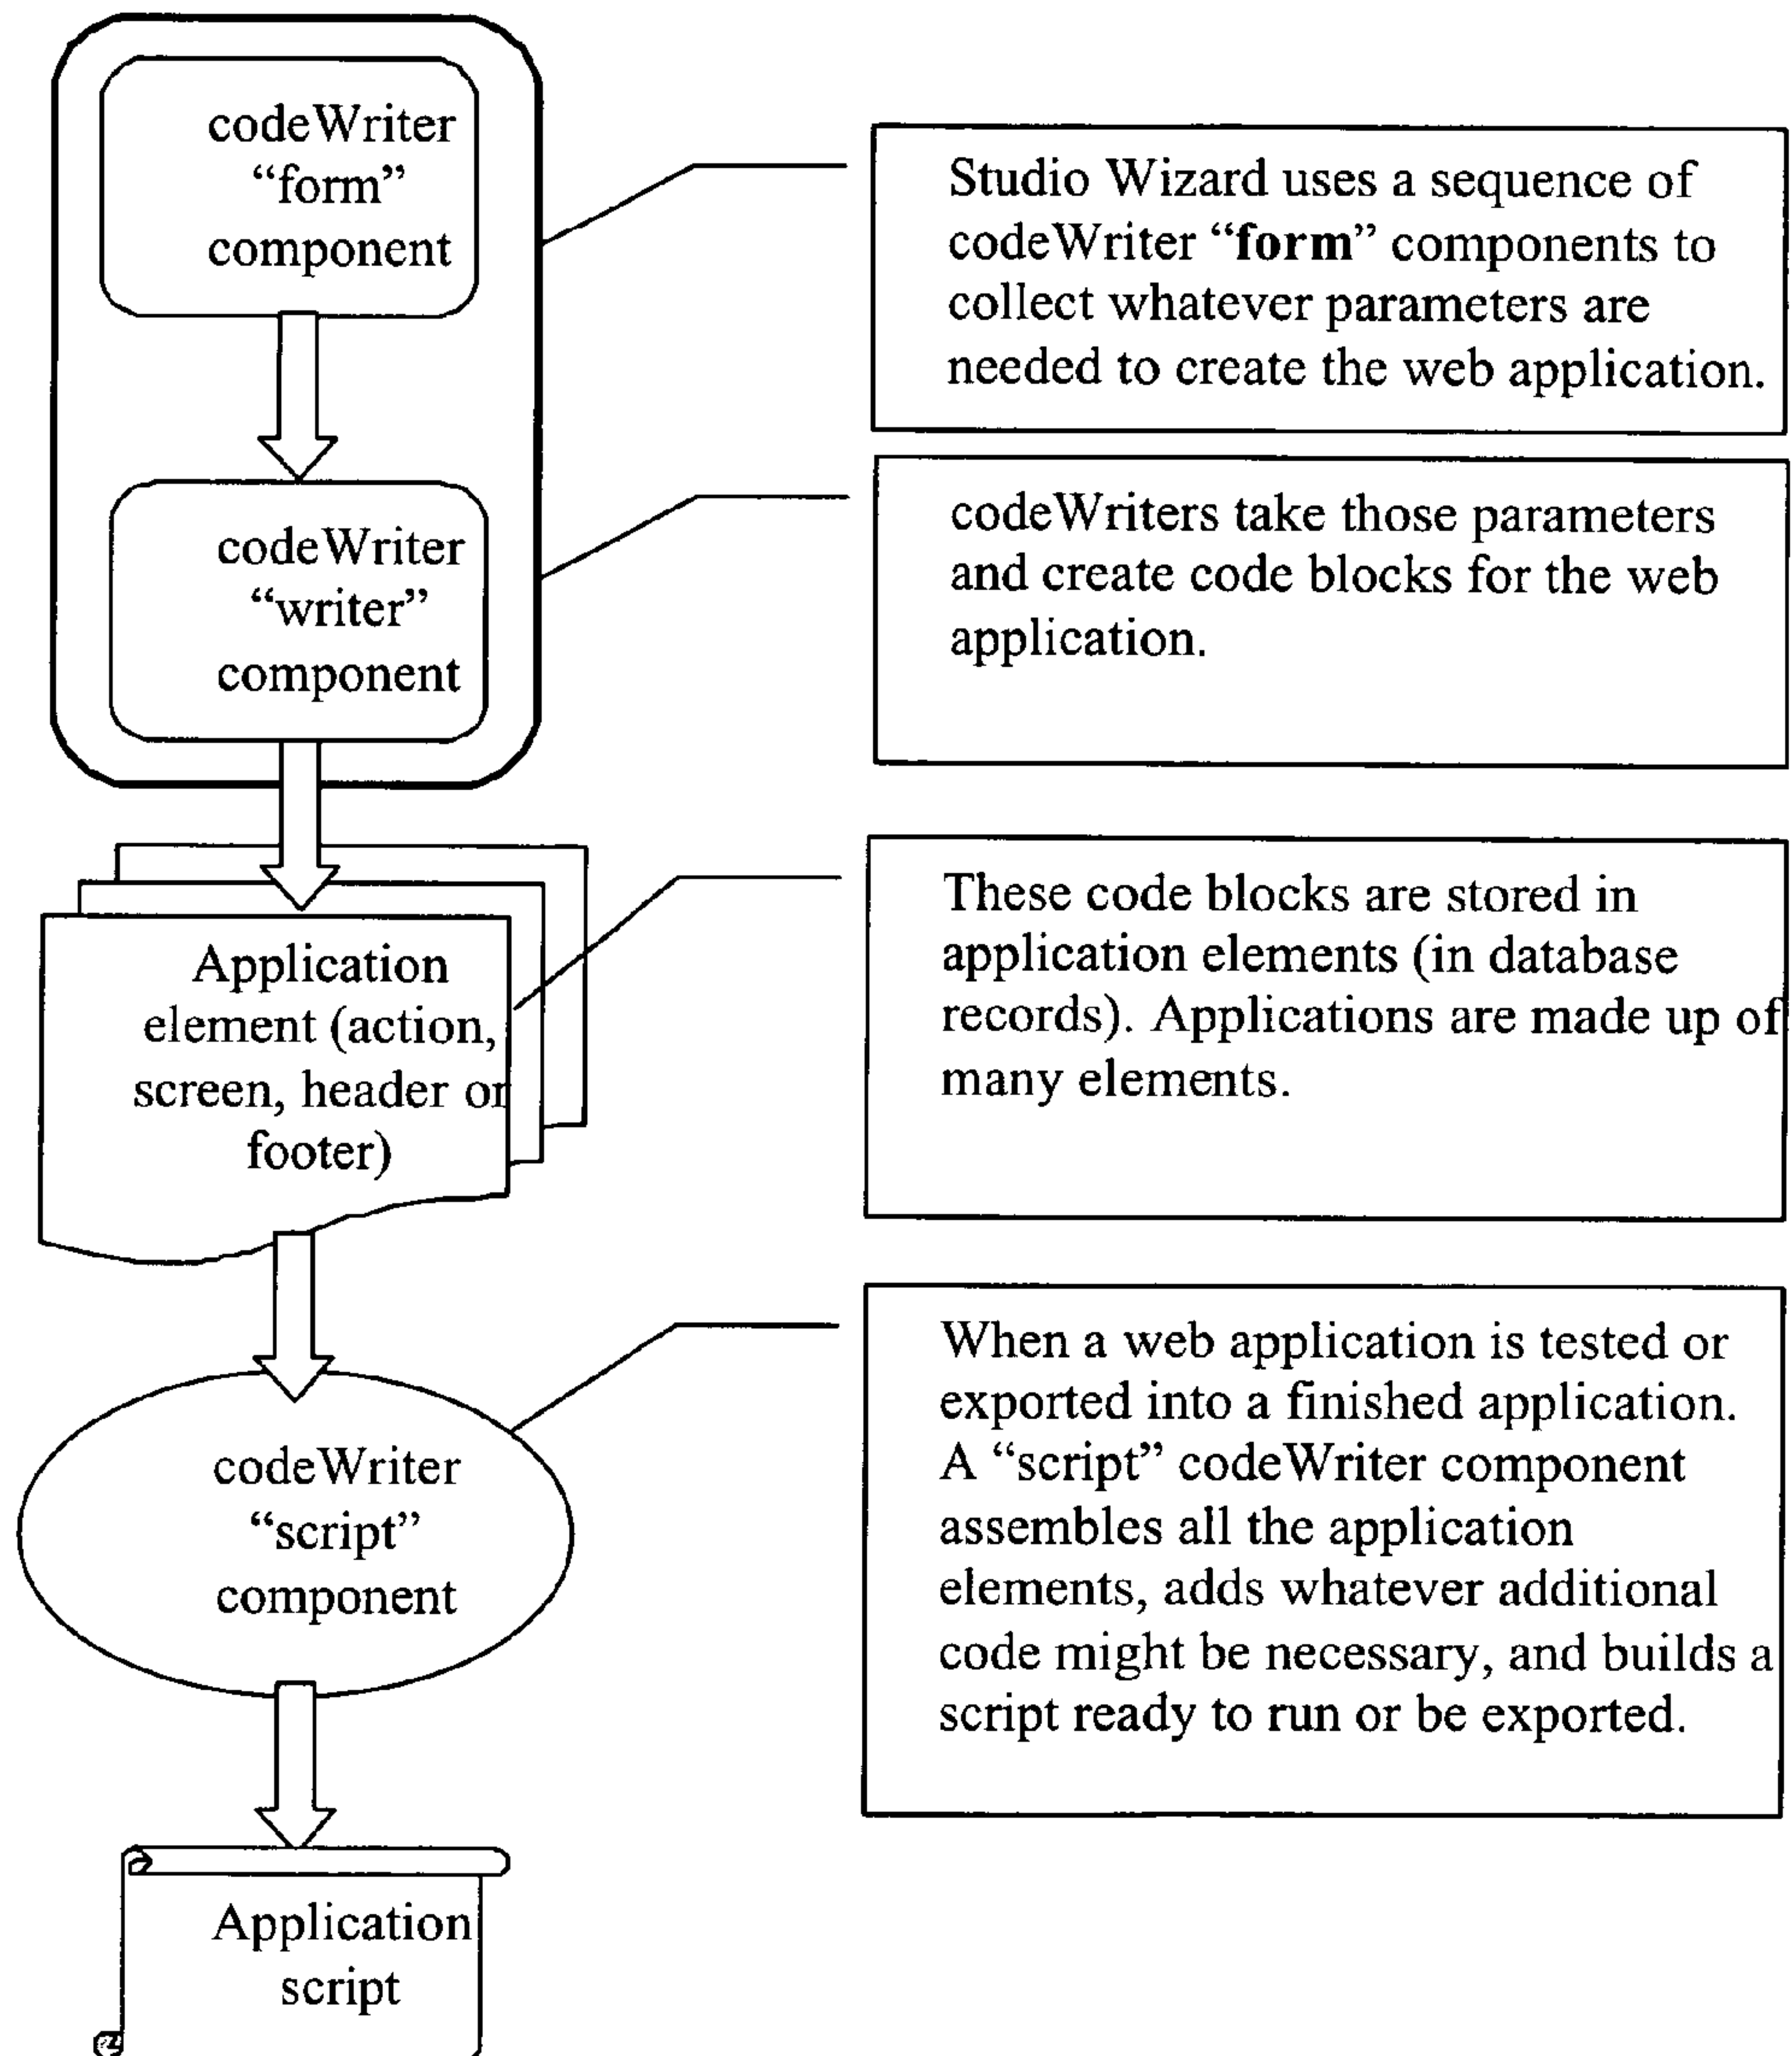 codeWriter
“form”
component
Studio Wizard uses a sequence of
codeWriter “form” components to
collect whatever parameters are
needed to create the web application.
codeWriter
“writer”
component
codeWriters take those parameters
and create code blocks for the web
application.
Application
element (action,
screen, header or
footer)
These code blocks are stored in
application elements (in database
records). Applications are made up of
many elements.
codeWriter
“script”
component
When a web application is tested or
exported into a finished application.
A “script” codeWriter component
assembles all the application
elements, adds whatever additional
code might be necessary, and builds a
script ready to run or be exported.
Application
script